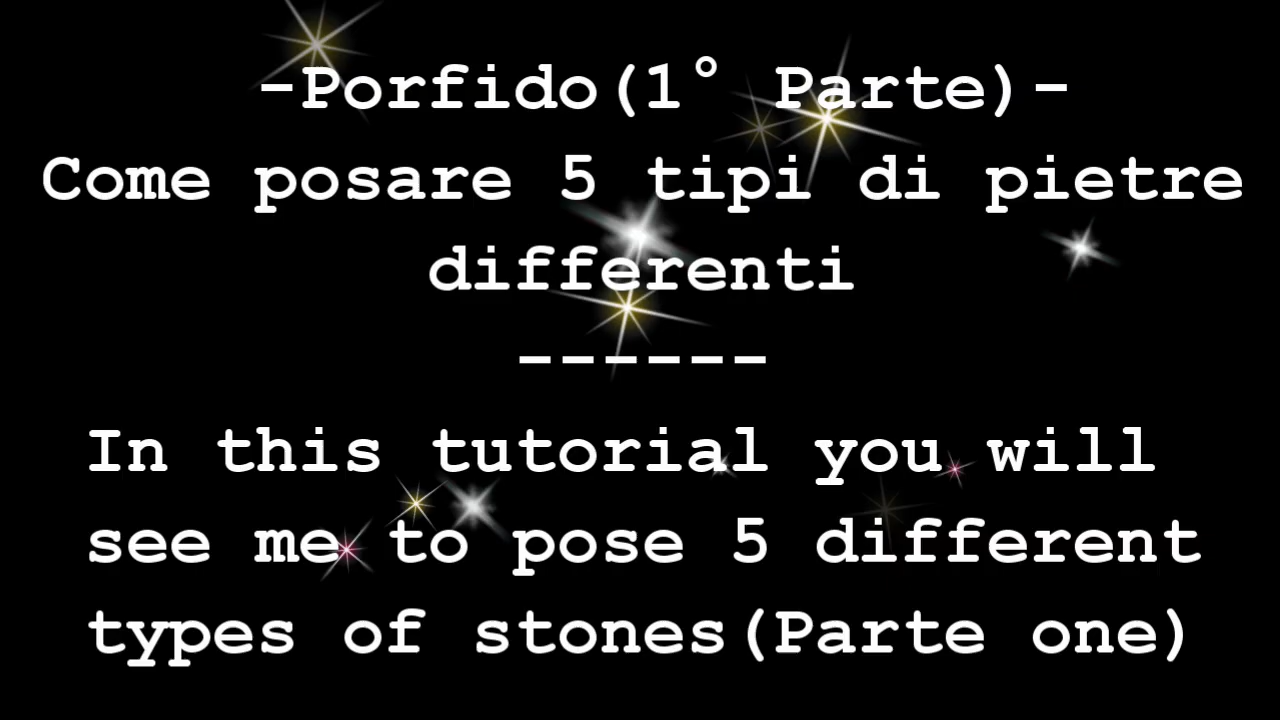 -Porfido(1° Parte)-
Come posare 5 tipi di pietre
differenti
------
In this tutorial you will
see me to pose 5 different
types of stones(Parte one)